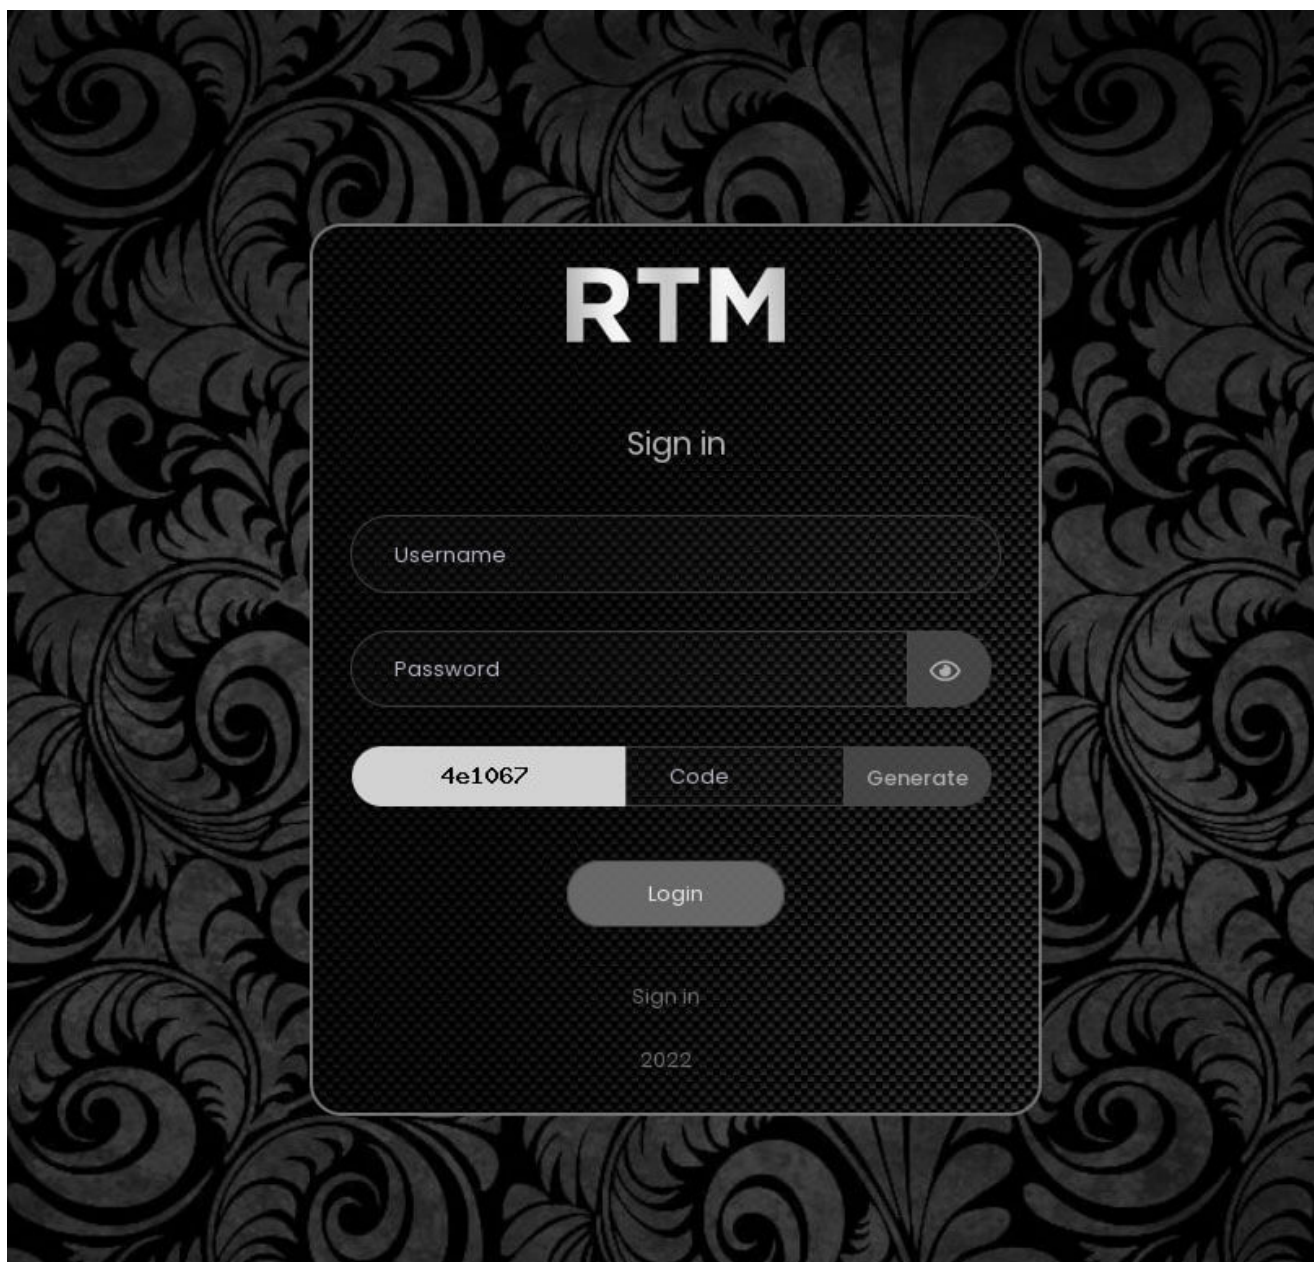 RTM
Sign in
Username
Password
4e1067 Code Generate
Login
Sign in
2022